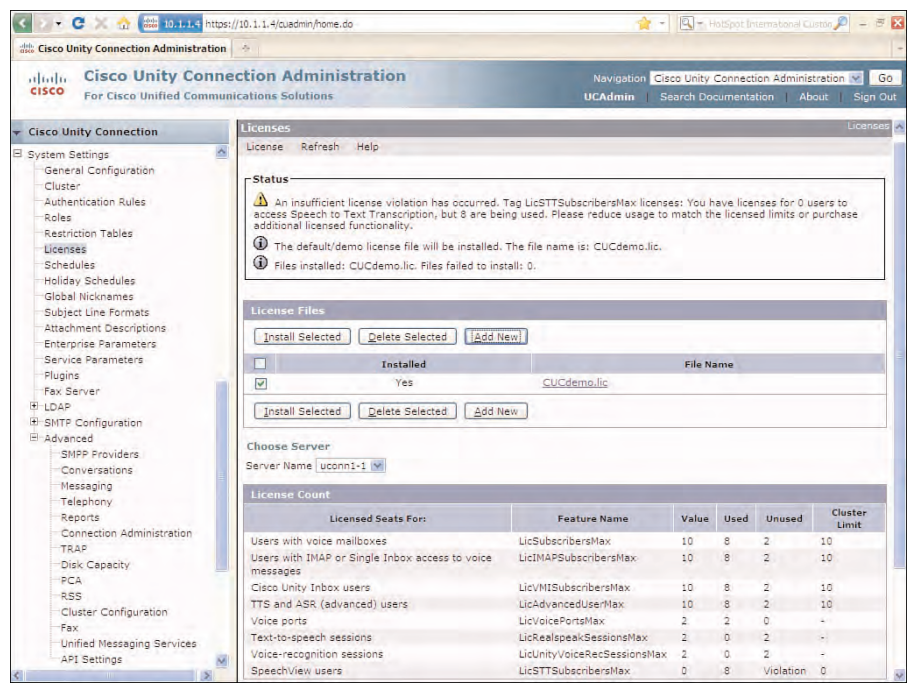 10.1.1.4 https://10.1.1.4/cuadmin/home.do
HotSpot International Custom
Cisco Unity Connection Administration
cisco
Cisco Unity Connection Administration
For Cisco Unified Communications Solutions
Navigation Cisco Unity Connection Administration Go
UCAdmin | Search Documentation | About | Sign Out
Cisco Unity Connection
System Settings
General Configuration
Cluster
Authentication Rules
Roles
Restriction Tables
Licenses
Schedules
Holiday Schedules
Global Nicknames
Subject Line Formats
Attachment Descriptions
Enterprise Parameters
Service Parameters
Plugins
Fax Server
LDAP
SMTP Configuration
Advanced
SMPP Providers
Conversations
Messaging
Telephony
Reports
Connection Administration
TRAP
Disk Capacity
PCA
RSS
Cluster Configuration
Fax
Unified Messaging Services
API Settings
Licenses Licenses
License Refresh Help
Status
An insufficient license violation has occurred. Tag LicSTTSubscribersMax licenses: You have licenses for 0 users to
access Speech to Text Transcription, but 8 are being used. Please reduce usage to match the licensed limits or purchase
additional licensed functionality.
The default/demo license file will be installed. The file name is: CUCdemo.lic.
Files installed: CUCdemo.lic. Files failed to install: 0.
License Files
Install Selected Delete Selected Add New
Installed File Name
Yes CUCdemo.lic
Install Selected Delete Selected Add New
Choose Server
Server Name uconn1-1
License Count
Licensed Seats For: Feature Name Value Used Unused Cluster Limit
Users with voice mailboxes LicSubscribersMax 10 8 2 10
Users with IMAP or Single Inbox access to voice messages LicIMAPSubscribersMax 10 8 2 10
Cisco Unity Inbox users LicVMISubscribersMax 10 8 2 10
TTS and ASR (advanced) users LicAdvancedUserMax 10 8 2 10
Voice ports LicVoicePortsMax 2 2 0 -
Text-to-speech sessions LicRealspeakSessionsMax 2 0 2 -
Voice-recognition sessions LicUnityVoiceRecSessionsMax 2 0 2 -
SpeechView users LicSTTSubscribersMax 0 8 Violation 0